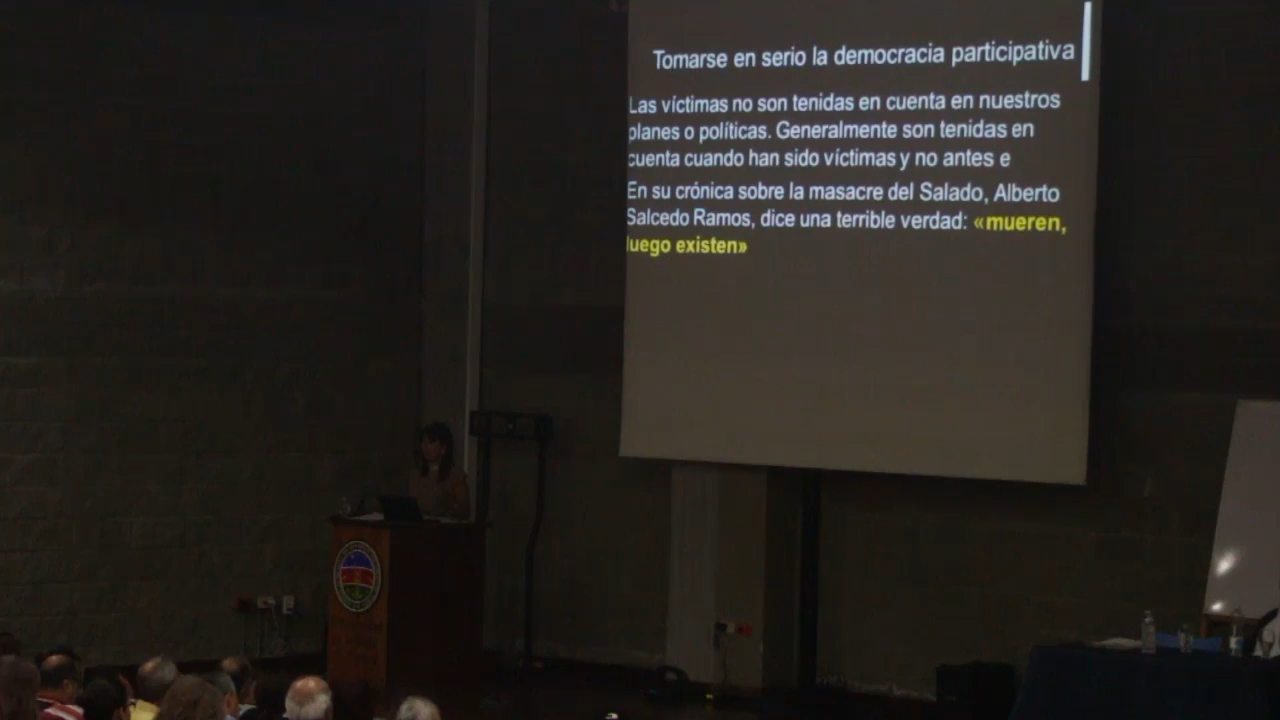 Tomarse en serio la democracia participativa
Las víctimas no son tenidas en cuenta en nuestros
planes o políticas. Generalmente son tenidas en
cuenta cuando han sido víctimas y no antes e
En su crónica sobre la masacre del Salado, Alberto
Salcedo Ramos, dice una terrible verdad: «mueren,
luego existen»